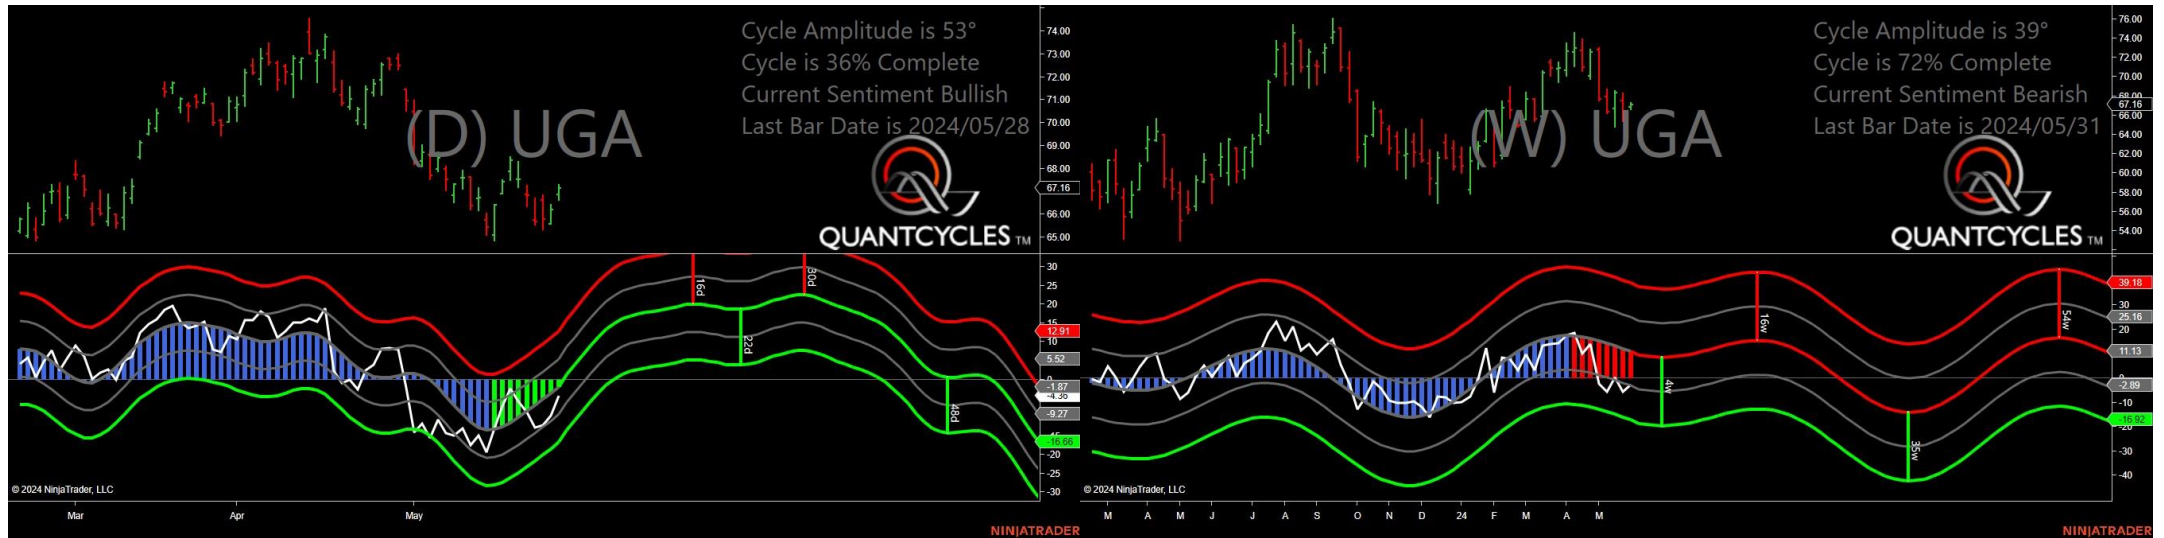 Cycle Amplitude is 53°
Cycle is 36% Complete
Current Sentiment Bullish
Last Bar Date is 2024/05/28
(D) UGA
QUANTCYCLES TM
74.00
73.00
72.00
71.00
70.00
69.00
68.00
67.16
66.00
65.00
16d
30d
22d
48d
30
25
20
15
12.91
10
5.52
0
-1.87
-4.36
-9.27
-16.66
-20
-25
-30
© 2024 NinjaTrader, LLC
Mar
Apr
May
NINJATRADER
Cycle Amplitude is 39°
Cycle is 72% Complete
Current Sentiment Bearish
Last Bar Date is 2024/05/31
(W) UGA
QUANTCYCLES TM
76.00
74.00
72.00
70.00
68.00
67.16
66.00
64.00
62.00
60.00
58.00
56.00
54.00
16w
54w
4w
35w
39.18
30
25.16
20
11.13
0
-2.89
-10
-16.92
-20
-30
-40
© 2024 NinjaTrader, LLC
M
A
M
J
J
A
S
O
N
D
24
F
M
A
M
NINJATRADER